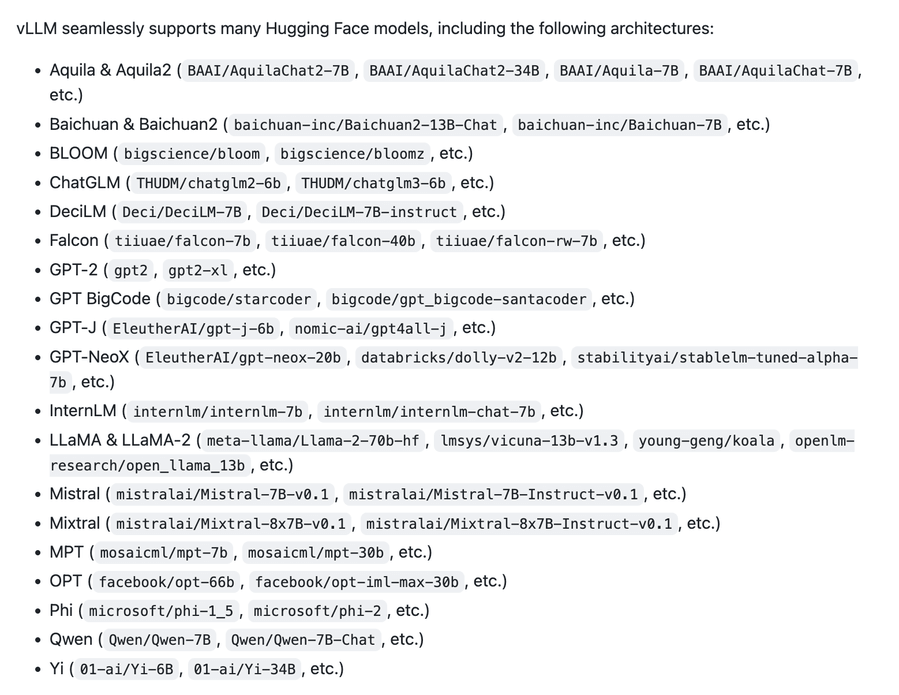 vLLM seamlessly supports many Hugging Face models, including the following architectures:
• Aquila & Aquila2 ( BAAI/AquilaChat2-7B , BAAI/AquilaChat2-34B , BAAI/Aquila-7B , BAAI/AquilaChat-7B ,
etc.)
• Baichuan & Baichuan2 ( baichuan-inc/Baichuan2-13B-Chat , baichuan-inc/Baichuan-7B , etc.)
• BLOOM ( bigscience/bloom , bigscience/bloomz , etc.)
• ChatGLM ( THUDM/chatglm2-6b , THUDM/chatglm3-6b , etc.)
• DeciLM ( Deci/DeciLM-7B , Deci/DeciLM-7B-instruct , etc.)
• Falcon ( tiiuae/falcon-7b , tiiuae/falcon-40b , tiiuae/falcon-rw-7b , etc.)
• GPT-2 ( gpt2 , gpt2-xl , etc.)
• GPT BigCode ( bigcode/starcoder , bigcode/gpt_bigcode-santacoder , etc.)
• GPT-J ( EleutherAI/gpt-j-6b , nomic-ai/gpt4all-j , etc.)
• GPT-NeoX ( EleutherAI/gpt-neox-20b , databricks/dolly-v2-12b , stabilityai/stablelm-tuned-alpha-
7b , etc.)
• InternLM ( internlm/internlm-7b , internlm/internlm-chat-7b , etc.)
• LLaMA & LLaMA-2 ( meta-llama/Llama-2-70b-hf , lmsys/vicuna-13b-v1.3 , young-geng/koala , openlm-
research/open_llama_13b , etc.)
• Mistral ( mistralai/Mistral-7B-v0.1 , mistralai/Mistral-7B-Instruct-v0.1 , etc.)
• Mixtral ( mistralai/Mixtral-8x7B-v0.1 , mistralai/Mixtral-8x7B-Instruct-v0.1 , etc.)
• MPT ( mosaicml/mpt-7b , mosaicml/mpt-30b , etc.)
• OPT ( facebook/opt-66b , facebook/opt-iml-max-30b , etc.)
• Phi ( microsoft/phi-1_5 , microsoft/phi-2 , etc.)
• Qwen ( Qwen/Qwen-7B , Qwen/Qwen-7B-Chat , etc.)
• Yi ( 01-ai/Yi-6B , 01-ai/Yi-34B , etc.)